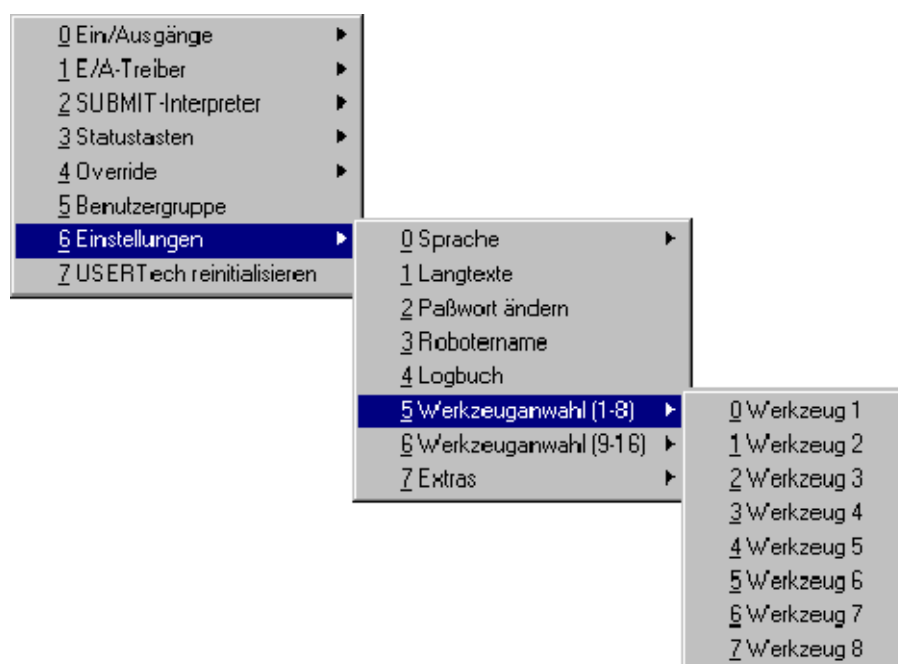 0 Ein/Ausgänge
1 E/A-Treiber
2 SUBMIT-Interpreter
3 Statustasten
4 Override
5 Benutzergruppe
6 Einstellungen
7 USERTech reinitialisieren
0 Sprache
1 Langtexte
2 Paßwort ändern
3 Robotername
4 Logbuch
5 Werkzeuganwahl (1-8)
6 Werkzeuganwahl (9-16)
7 Extras
0 Werkzeug 1
1 Werkzeug 2
2 Werkzeug 3
3 Werkzeug 4
4 Werkzeug 5
5 Werkzeug 6
6 Werkzeug 7
7 Werkzeug 8